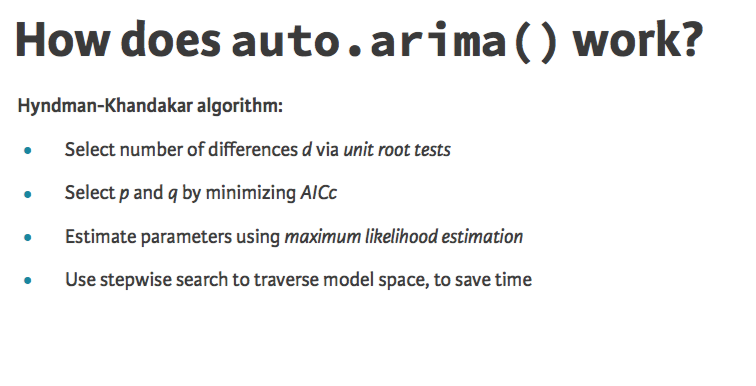 How does auto.arima() work?
Hyndman-Khandakar algorithm:
• Select number of differences d via unit root tests
• Select p and q by minimizing AICc
• Estimate parameters using maximum likelihood estimation
• Use stepwise search to traverse model space, to save time